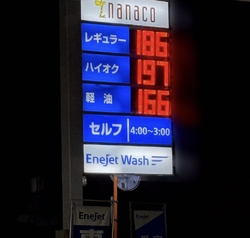 nanaco
レギュラー 186
ハイオク 197
軽油 166
セルフ 4:00~3:00
EneJet Wash
EneJet